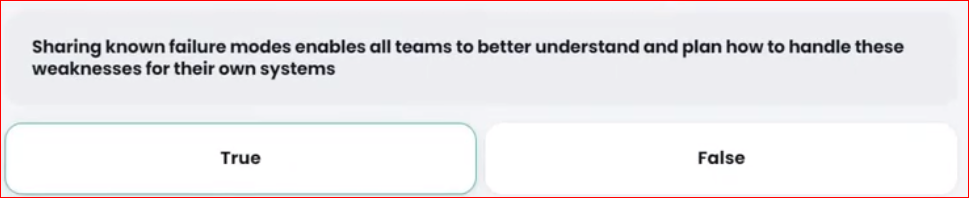 Sharing known failure modes enables all teams to better understand and plan how to handle these
weaknesses for their own systems
True
False